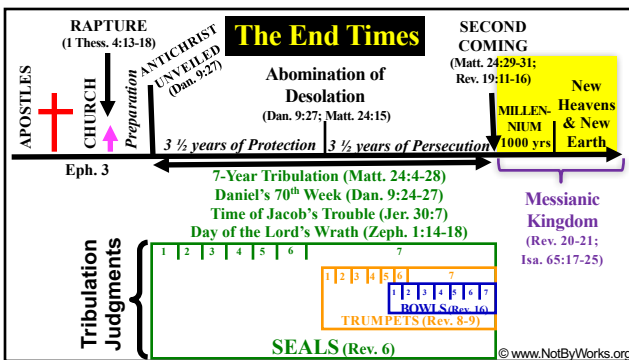 The End Times
RAPTURE
(1 Thess. 4:13-18)
SECOND
COMING
(Matt. 24:29-31;
Rev. 19:11-16)
APOSTLES
CHURCH
Preparation
ANTICHRIST
UNVEILED
(Dan. 9:27)
Abomination of
Desolation
(Dan. 9:27; Matt. 24:15)
MILLEN-
NIUM
1000 yrs
New
Heavens
& New
Earth
3 ½ years of Protection
3 ½ years of Persecution
Eph. 3
7-Year Tribulation (Matt. 24:4-28)
Daniel's 70th Week (Dan. 9:24-27)
Time of Jacob's Trouble (Jer. 30:7)
Day of the Lord's Wrath (Zeph. 1:14-18)
Messianic
Kingdom
(Rev. 20-21;
Isa. 65:17-25)
Tribulation
Judgments
1 2 3 4 5 6 7
1 2 3 4 5 6 7
1 2 3 4 5 6 7
BOWLS (Rev. 16)
TRUMPETS (Rev. 8-9)
SEALS (Rev. 6)
© www.NotByWorks.org